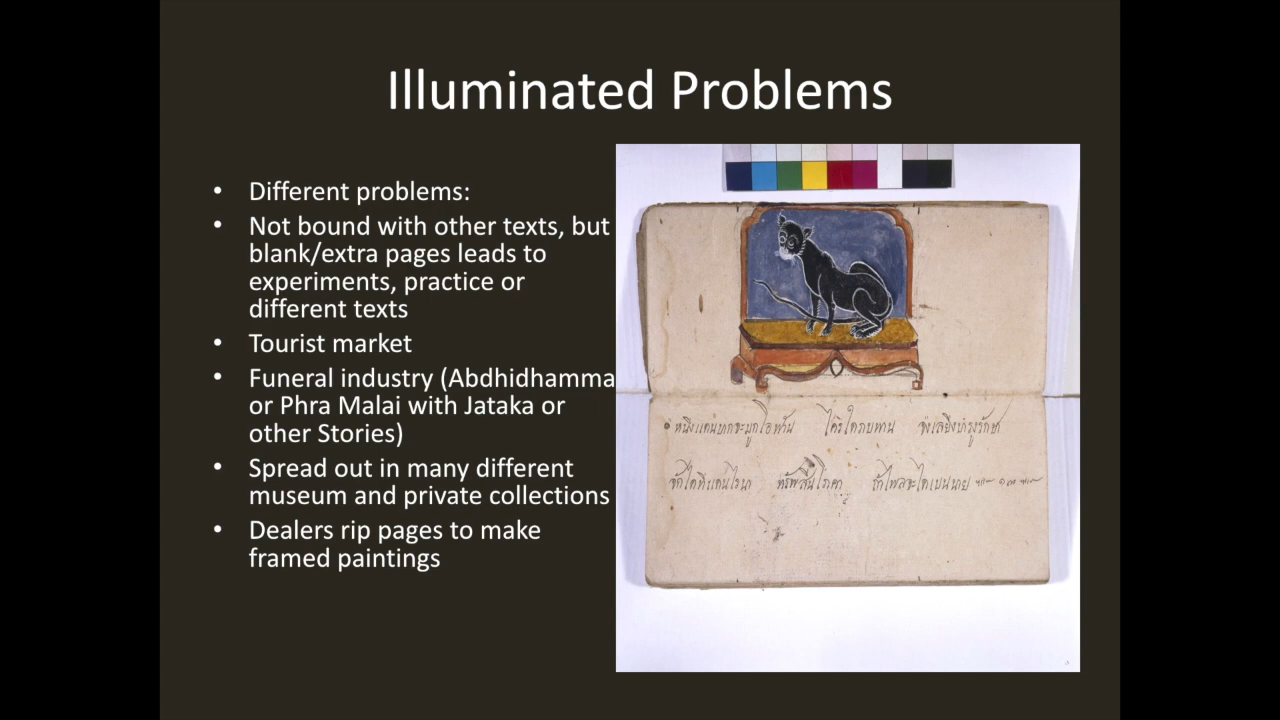 Illuminated Problems
• Different problems:
• Not bound with other texts, but
blank/extra pages leads to
experiments, practice or
different texts
• Tourist market
• Funeral industry (Abdhidhamma
or Phra Malai with Jataka or
other Stories)
• Spread out in many different
museum and private collections
• Dealers rip pages to make
framed paintings